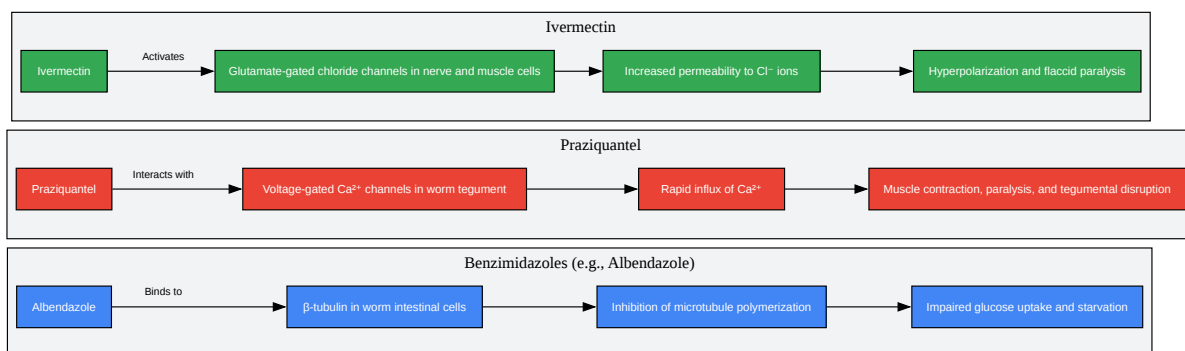 Ivermectin
Ivermectin
Activates
Glutamate-gated chloride channels in nerve and muscle cells
Increased permeability to Cl⁻ ions
Hyperpolarization and flaccid paralysis
Praziquantel
Praziquantel
Interacts with
Voltage-gated Ca²⁺ channels in worm tegument
Rapid influx of Ca²⁺
Muscle contraction, paralysis, and tegumental disruption
Benzimidazoles (e.g., Albendazole)
Albendazole
Binds to
β-tubulin in worm intestinal cells
Inhibition of microtubule polymerization
Impaired glucose uptake and starvation